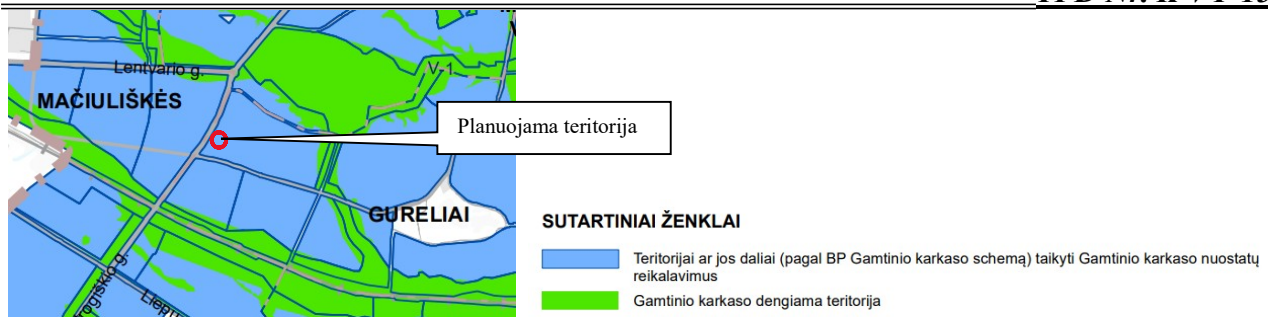 Lentvario g.
V-1
MAČIULIŠKĖS
Planuojama teritorija
GURELIAI
SUTARTINIAI ŽENKLAI
Teritorijai ar jos daliai (pagal BP Gamtinio karkaso schemą) taikyti Gamtinio karkaso nuostatų
reikalavimus
Gamtinio karkaso dengiama teritorija